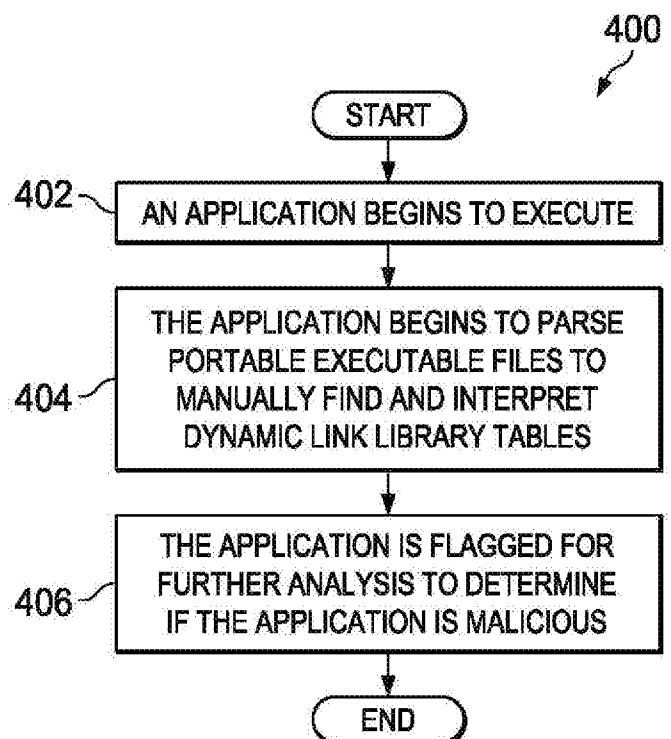 400
START
402
AN APPLICATION BEGINS TO EXECUTE
THE APPLICATION BEGINS TO PARSE
PORTABLE EXECUTABLE FILES TO
MANUALLY FIND AND INTERPRET
DYNAMIC LINK LIBRARY TABLES
404
THE APPLICATION IS FLAGGED FOR
FURTHER ANALYSIS TO DETERMINE
IF THE APPLICATION IS MALICIOUS
406
END